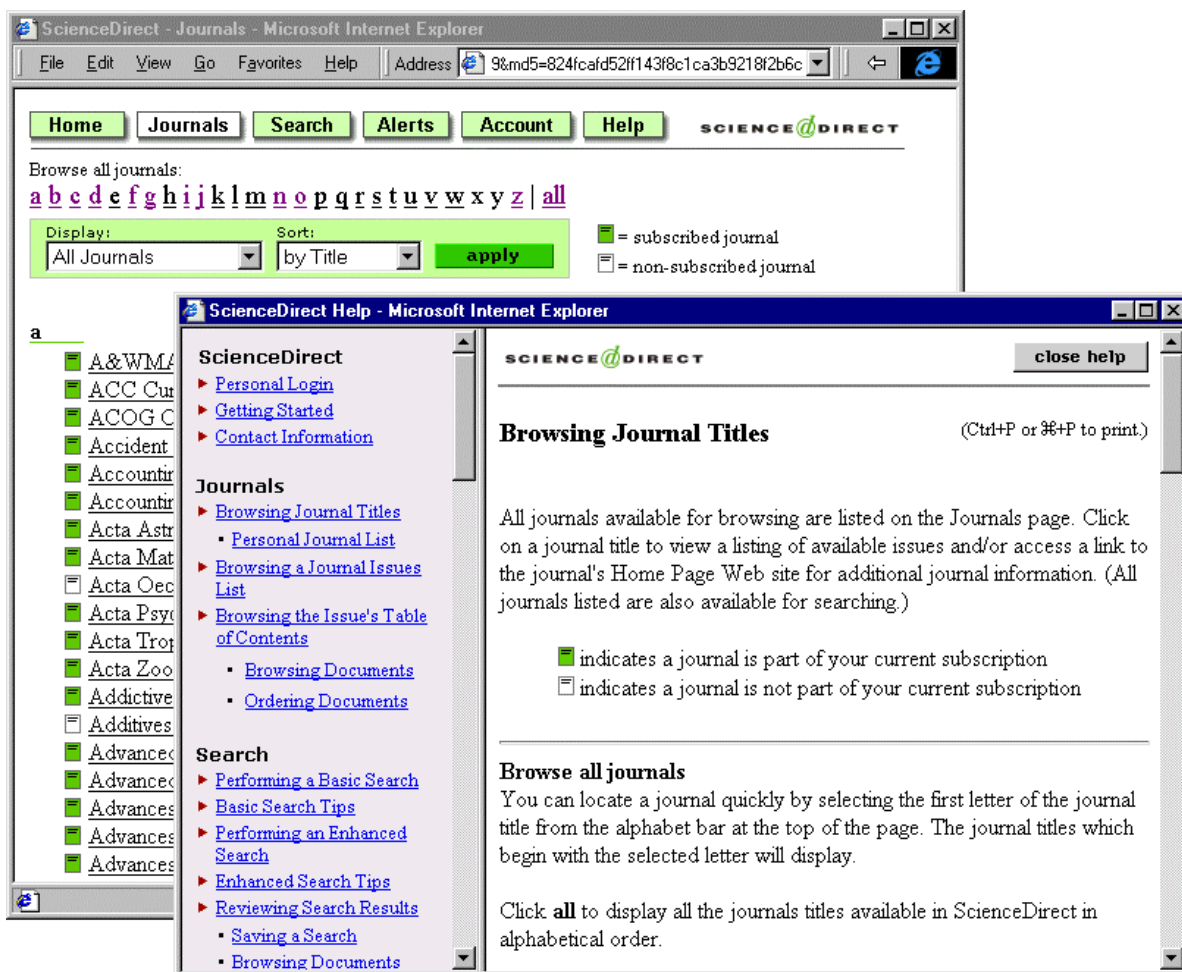 ScienceDirect - Journals - Microsoft Internet Explorer
File Edit View Go Favorites Help Address 9&md5=824fcafd52ff143f8c1ca3b9218f2b6c
Home Journals Search Alerts Account Help SCIENCE @ DIRECT
Browse all journals:
a b c d e f g h i j k l m n o p q r s t u v w x y z | all
Display: Sort:
All Journals by Title apply
= subscribed journal
= non-subscribed journal
a
A&WMA
ACC Cur
ACOG C
Accident
Accountin
Accountin
Acta Astr
Acta Mat
Acta Oec
Acta Psyc
Acta Trop
Acta Zoo
Addictive
Additives
Advanced
Advanced
Advances
Advances
Advances
ScienceDirect Help - Microsoft Internet Explorer
ScienceDirect
Personal Login
Getting Started
Contact Information
Journals
Browsing Journal Titles
Personal Journal List
Browsing a Journal Issues
List
Browsing the Issue's Table
of Contents
Browsing Documents
Ordering Documents
Search
Performing a Basic Search
Basic Search Tips
Performing an Enhanced
Search
Enhanced Search Tips
Reviewing Search Results
Saving a Search
Browsing Documents
SCIENCE @ DIRECT close help
Browsing Journal Titles (Ctrl+P or ⌘+P to print.)
All journals available for browsing are listed on the Journals page. Click
on a journal title to view a listing of available issues and/or access a link to
the journal's Home Page Web site for additional journal information. (All
journals listed are also available for searching.)
indicates a journal is part of your current subscription
indicates a journal is not part of your current subscription
Browse all journals
You can locate a journal quickly by selecting the first letter of the journal
title from the alphabet bar at the top of the page. The journal titles which
begin with the selected letter will display.
Click all to display all the journals titles available in ScienceDirect in
alphabetical order.